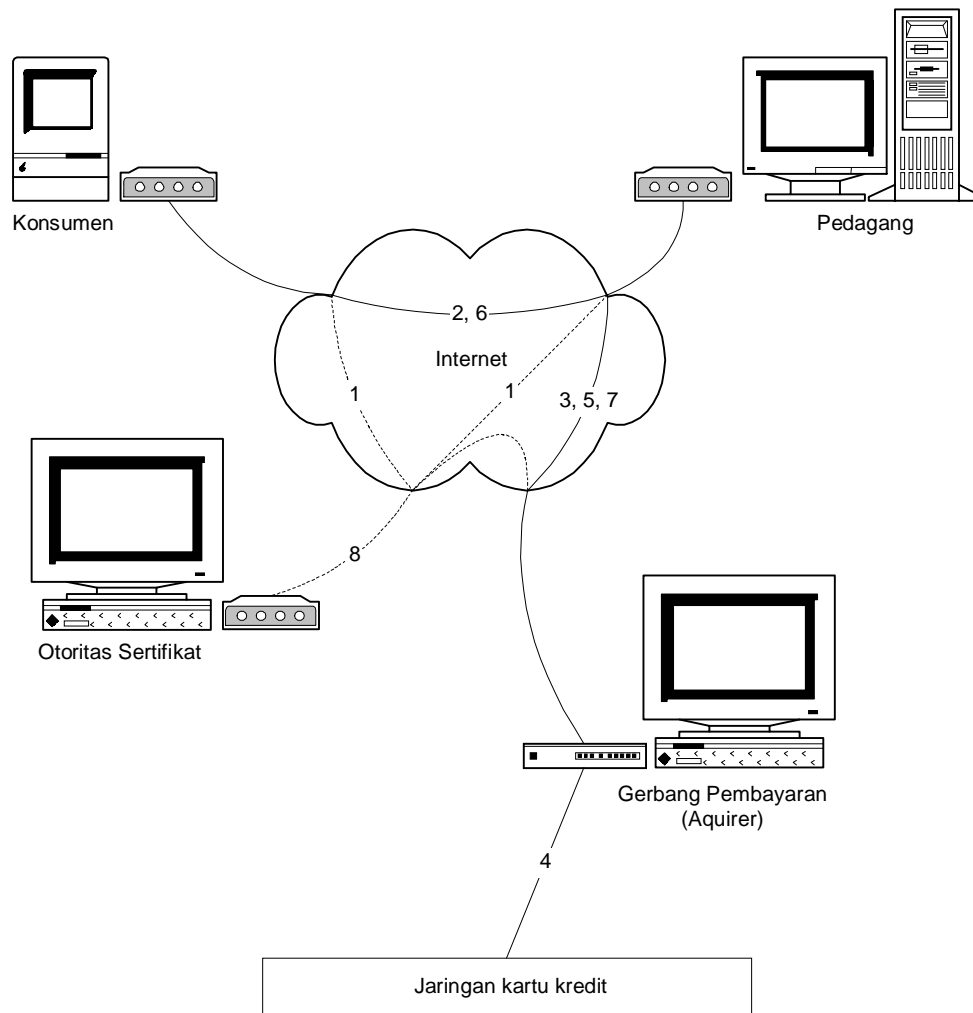 Konsumen
Pedagang
2, 6
Internet
1
1
3, 5, 7
8
Otoritas Sertifikat
Gerbang Pembayaran
(Aquirer)
4
Jaringan kartu kredit